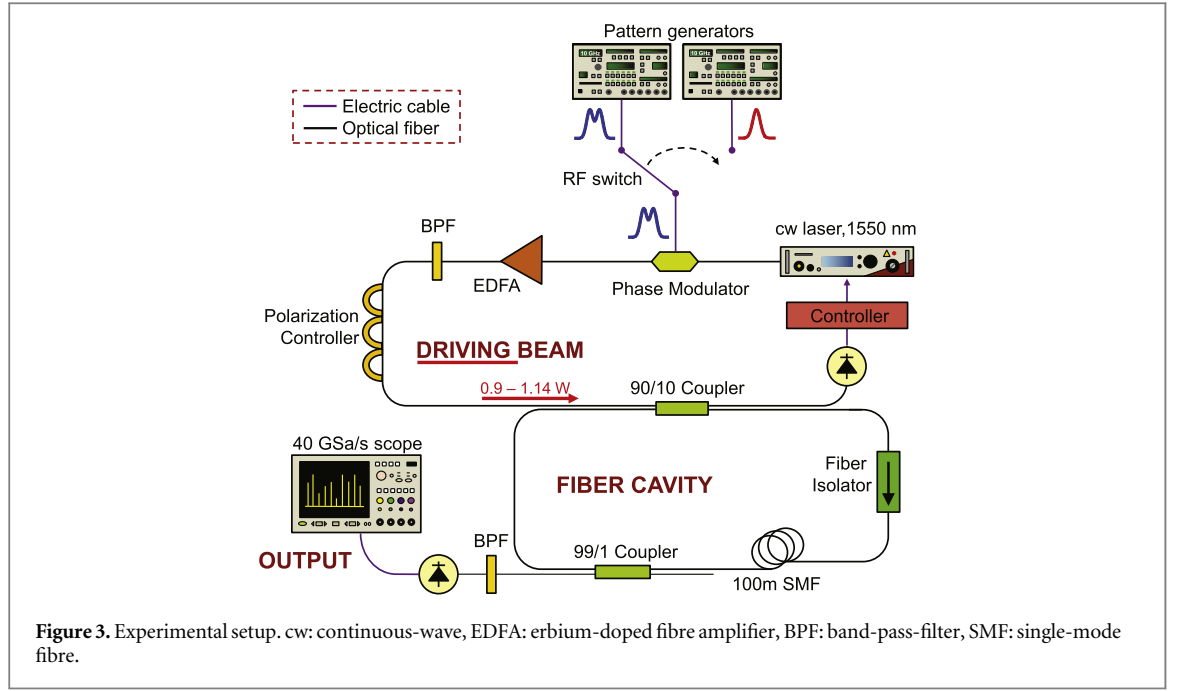 Pattern generators
10 GHz
10 GHz
Electric cable
Optical fiber
RF switch
BPF
cw laser,1550 nm
EDFA
Phase Modulator
Polarization
Controller
Controller
DRIVING BEAM
0.9 – 1.14 W
90/10 Coupler
40 GSa/s scope
Fiber
Isolator
FIBER CAVITY
BPF
99/1 Coupler
OUTPUT
100m SMF
Figure 3. Experimental setup. cw: continuous-wave, EDFA: erbium-doped fibre amplifier, BPF: band-pass-filter, SMF: single-mode
fibre.